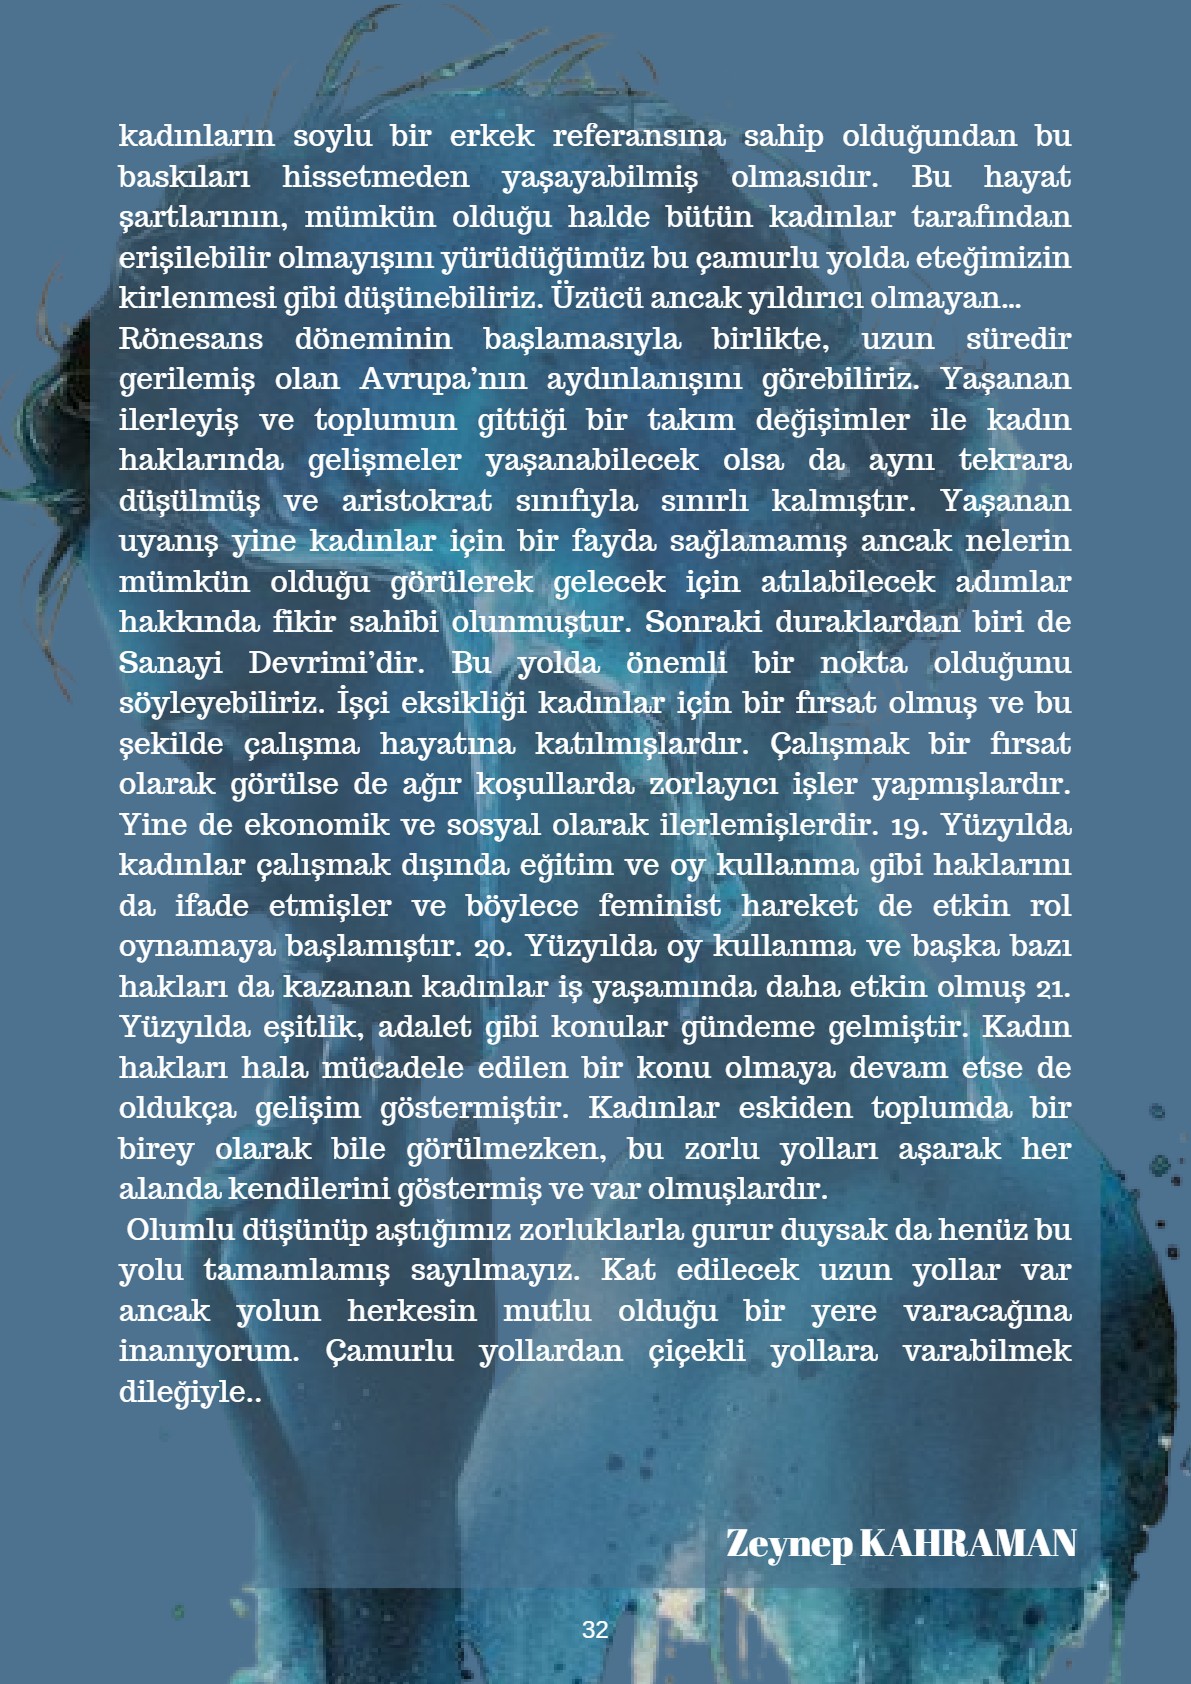 kadınların soylu bir erkek referansına sahip olduğundan bu
baskıları hissetmeden yaşayabilmiş olmasıdır. Bu hayat
şartlarının, mümkün olduğu halde bütün kadınlar tarafından
erişilebilir olmayışını yürüdüğümüz bu çamurlu yolda eteğimizin
kirlenmesi gibi düşünebiliriz. Üzücü ancak yıldırıcı olmayan...
Rönesans döneminin başlamasıyla birlikte, uzun süredir
gerilemiş olan Avrupa’nın aydınlanışını görebiliriz. Yaşanan
ilerleyiş ve toplumun gittiği bir takım değişimler ile kadın
haklarında gelişmeler yaşanabilecek olsa da aynı tekrara
düşülmüş ve aristokrat sınıfıyla sınırlı kalmıştır. Yaşanan
uyanış yine kadınlar için bir fayda sağlamamış ancak nelerin
mümkün olduğu görülerek gelecek için atılabilecek adımlar
hakkında fikir sahibi olunmuştur. Sonraki duraklardan biri de
Sanayi Devrimi’dir. Bu yolda önemli bir nokta olduğunu
söyleyebiliriz. İşçi eksikliği kadınlar için bir fırsat olmuş ve bu
şekilde çalışma hayatına katılmışlardır. Çalışmak bir fırsat
olarak görülse de ağır koşullarda zorlayıcı işler yapmışlardır.
Yine de ekonomik ve sosyal olarak ilerlemişlerdir. 19. Yüzyılda
kadınlar çalışmak dışında eğitim ve oy kullanma gibi haklarını
da ifade etmişler ve böylece feminist hareket de etkin rol
oynamaya başlamıştır. 20. Yüzyılda oy kullanma ve başka bazı
hakları da kazanan kadınlar iş yaşamında daha etkin olmuş 21.
Yüzyılda eşitlik, adalet gibi konular gündeme gelmiştir. Kadın
hakları hala mücadele edilen bir konu olmaya devam etse de
oldukça gelişim göstermiştir. Kadınlar eskiden toplumda bir
birey olarak bile görülmezken, bu zorlu yolları aşarak her
alanda kendilerini göstermiş ve var olmuşlardır.
Olumlu düşünüp aştığımız zorluklarla gurur duysak da henüz bu
yolu tamamlamış sayılmayız. Kat edilecek uzun yollar var
ancak yolun herkesin mutlu olduğu bir yere varacağına
inanıyorum. Çamurlu yollardan çiçekli yollara varabilmek
dileğiyle..
Zeynep KAHRAMAN
32